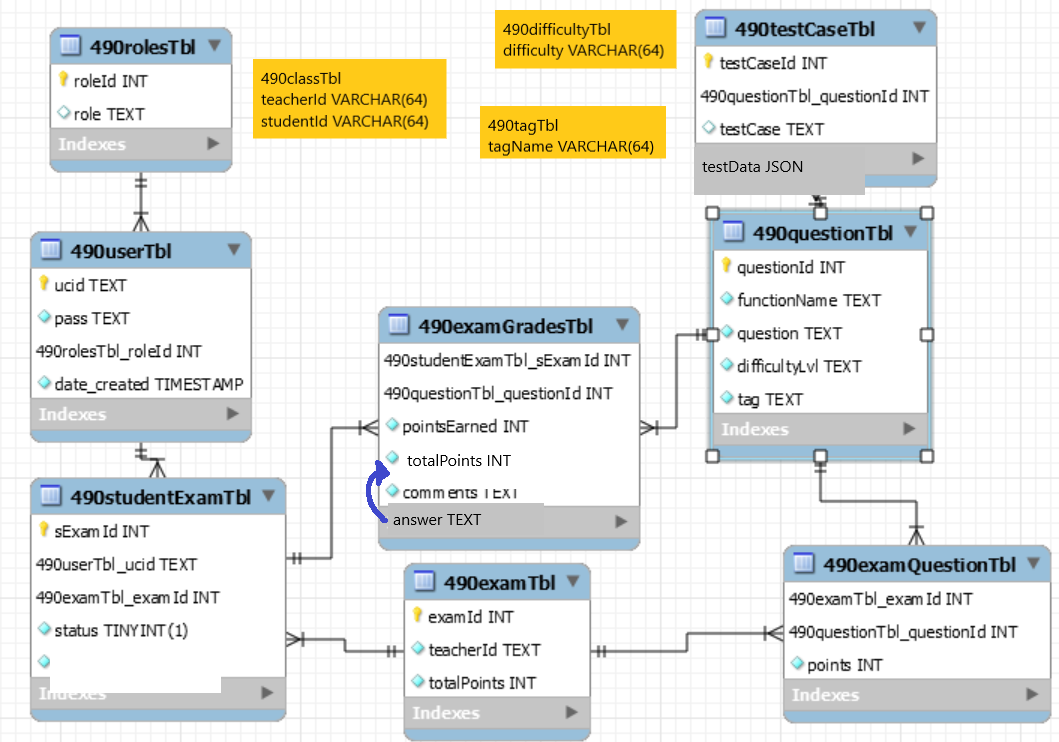 490rolesTbl
roleId INT
role TEXT
Indexes
490classTbl
teacherId VARCHAR(64)
studentId VARCHAR(64)
490difficultyTbl
difficulty VARCHAR(64)
490tagTbl
tagName VARCHAR(64)
490testCaseTbl
testCaseId INT
490questionTbl_questionId INT
testCase TEXT
testData JSON
490userTbl
ucid TEXT
pass TEXT
490rolesTbl_roleId INT
date_created TIMESTAMP
Indexes
490examGradesTbl
490studentExamTbl_sExamId INT
490questionTbl_questionId INT
pointsEarned INT
totalPoints INT
comments TEXT
answer TEXT
490questionTbl
questionId INT
functionName TEXT
question TEXT
difficultyLvl TEXT
tag TEXT
Indexes
490studentExamTbl
sExamId INT
490userTbl_ucid TEXT
490examTbl_examId INT
status TINYINT(1)
Indexes
490examTbl
examId INT
teacherId TEXT
totalPoints INT
Indexes
490examQuestionTbl
490examTbl_examId INT
490questionTbl_questionId INT
points INT
Indexes